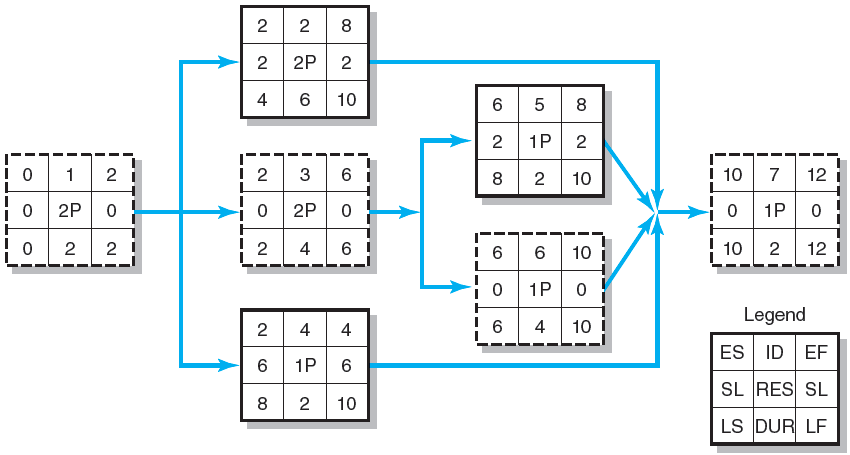 2 2 8
2 2P 2
4 6 10
6 5 8
2 1P 2
8 2 10
0 1 2
0 2P 0
0 2 2
2 3 6
0 2P 0
2 4 6
10 7 12
0 1P 0
10 2 12
6 6 10
0 1P 0
6 4 10
2 4 4
6 1P 6
8 2 10
Legend
ES ID EF
SL RES SL
LS DUR LF